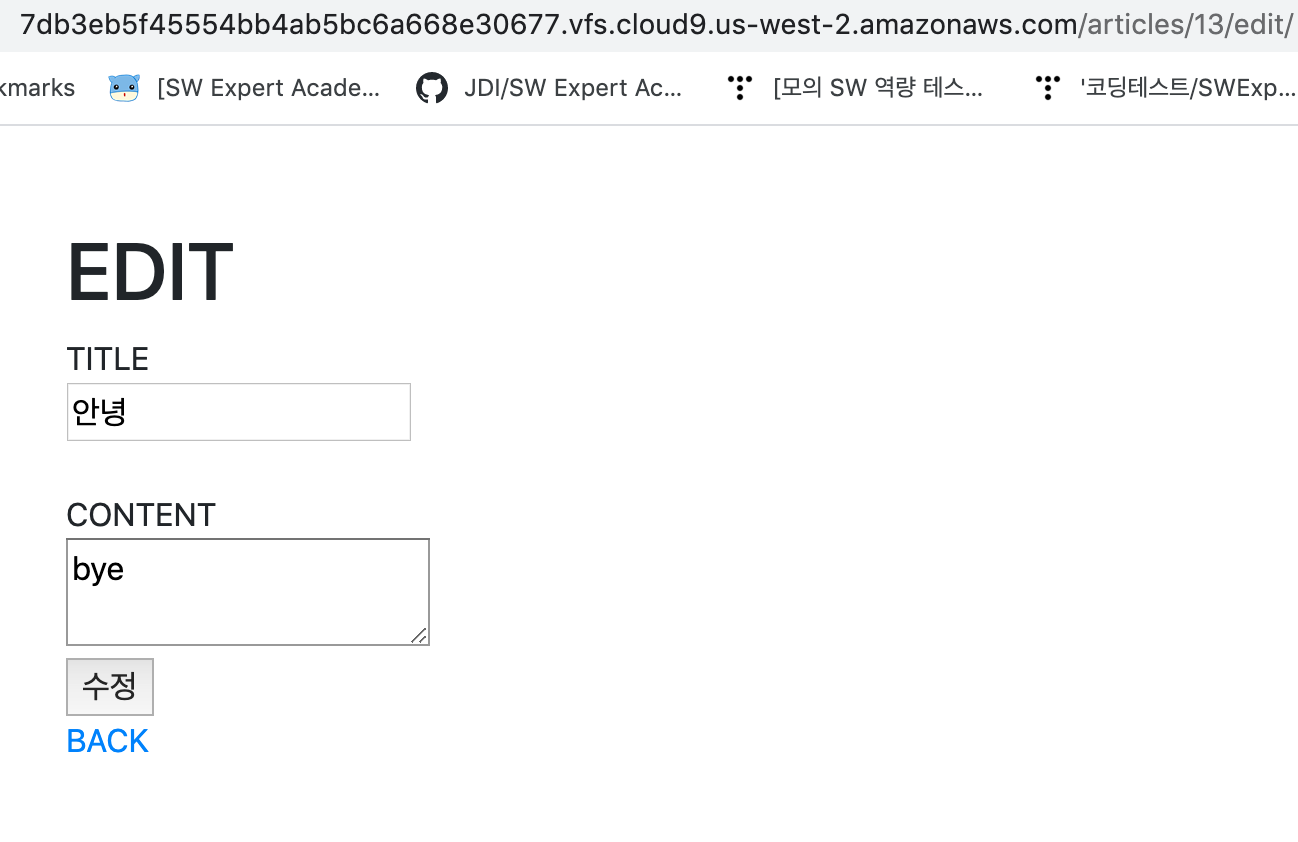 7db3eb5f45554bb4ab5bc6a668e30677.vfs.cloud9.us-west-2.amazonaws.com/articles/13/edit/
kmarks [SW Expert Acade... JDI/SW Expert Ac... [모의 SW 역량 테스... '코딩테스트/SWExp...
EDIT
TITLE
안녕
CONTENT
bye
수정
BACK